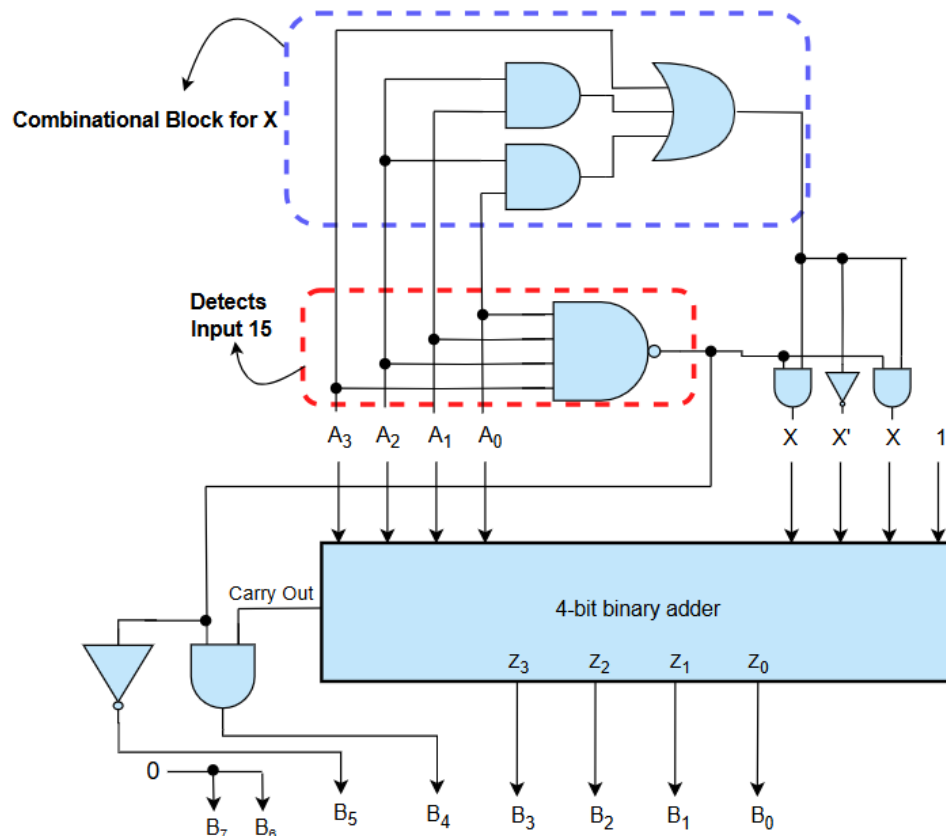 Combinational Block for X
Detects
Input 15
A₃ A₂ A₁ A₀ X X' X 1
Carry Out
4-bit binary adder
Z₃ Z₂ Z₁ Z₀
0
B₇ B₆ B₅ B₄ B₃ B₂ B₁ B₀